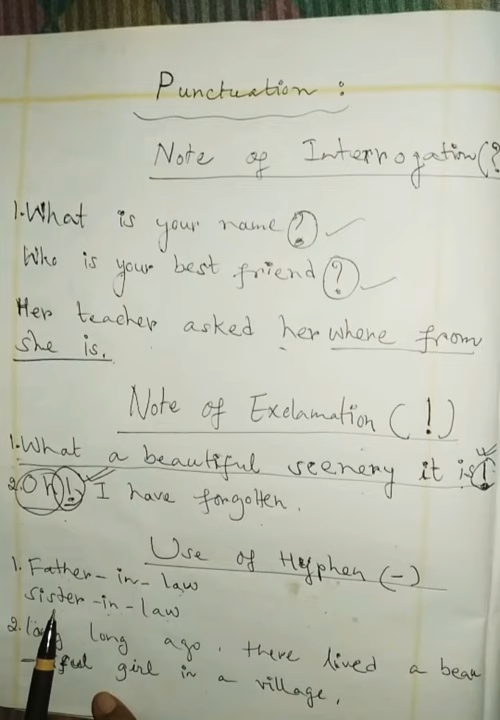 Punctuation :
Note of Interrogation (?
1. What is your name ?
Who is your best friend ?
Her teacher asked her where from
she is.
Note of Exclamation ( ! )
1. What a beautiful scenery it is !
2. Oh ! I have forgotten.
Use of Hyphen (-)
1. Father-in-law
sister-in-law
2. long ago, there lived a beau
girl in a village.